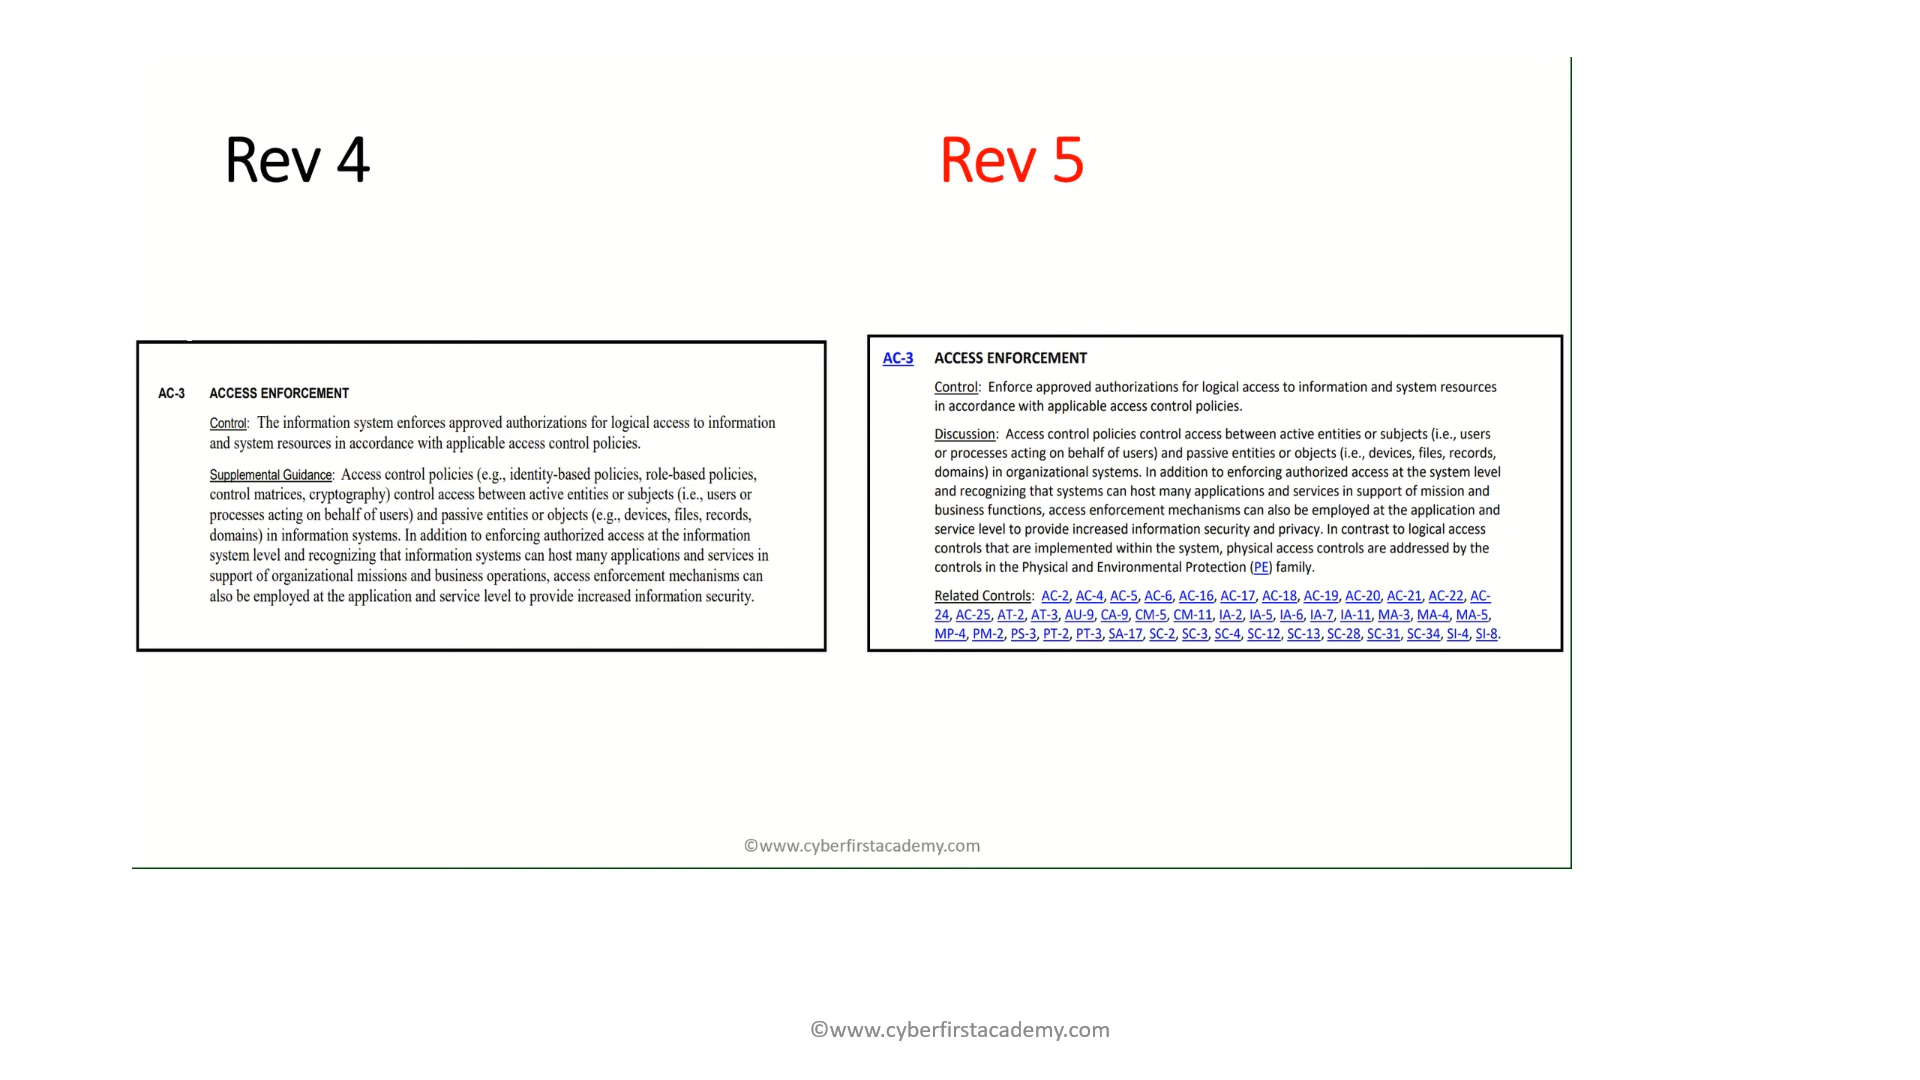 Rev 4
Rev 5
AC-3 ACCESS ENFORCEMENT
Control: The information system enforces approved authorizations for logical access to information
and system resources in accordance with applicable access control policies.
Supplemental Guidance: Access control policies (e.g., identity-based policies, role-based policies,
control matrices, cryptography) control access between active entities or subjects (i.e., users or
processes acting on behalf of users) and passive entities or objects (e.g., devices, files, records,
domains) in information systems. In addition to enforcing authorized access at the information
system level and recognizing that information systems can host many applications and services in
support of organizational missions and business operations, access enforcement mechanisms can
also be employed at the application and service level to provide increased information security.
AC-3 ACCESS ENFORCEMENT
Control: Enforce approved authorizations for logical access to information and system resources
in accordance with applicable access control policies.
Discussion: Access control policies control access between active entities or subjects (i.e., users
or processes acting on behalf of users) and passive entities or objects (i.e., devices, files, records,
domains) in organizational systems. In addition to enforcing authorized access at the system level
and recognizing that systems can host many applications and services in support of mission and
business functions, access enforcement mechanisms can also be employed at the application and
service level to provide increased information security and privacy. In contrast to logical access
controls that are implemented within the system, physical access controls are addressed by the
controls in the Physical and Environmental Protection (PE) family.
Related Controls: AC-2, AC-4, AC-5, AC-6, AC-16, AC-17, AC-18, AC-19, AC-20, AC-21, AC-22, AC-
24, AC-25, AT-2, AT-3, AU-9, CA-9, CM-5, CM-11, IA-2, IA-5, IA-6, IA-7, IA-11, MA-3, MA-4, MA-5,
MP-4, PM-2, PS-3, PT-2, PT-3, SA-17, SC-2, SC-3, SC-4, SC-12, SC-13, SC-28, SC-31, SC-34, SI-4, SI-8.
©www.cyberfirstacademy.com
©www.cyberfirstacademy.com